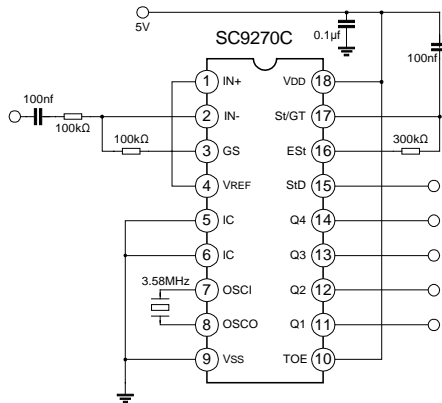 5V
0.1μf
SC9270C
100nf
100nf
100kΩ
100kΩ
300kΩ
3.58MHz
1 IN+
2 IN-
3 GS
4 VREF
5 IC
6 IC
7 OSCI
8 OSCO
9 VSS
VDD 18
St/GT 17
ESt 16
StD 15
Q4 14
Q3 13
Q2 12
Q1 11
TOE 10